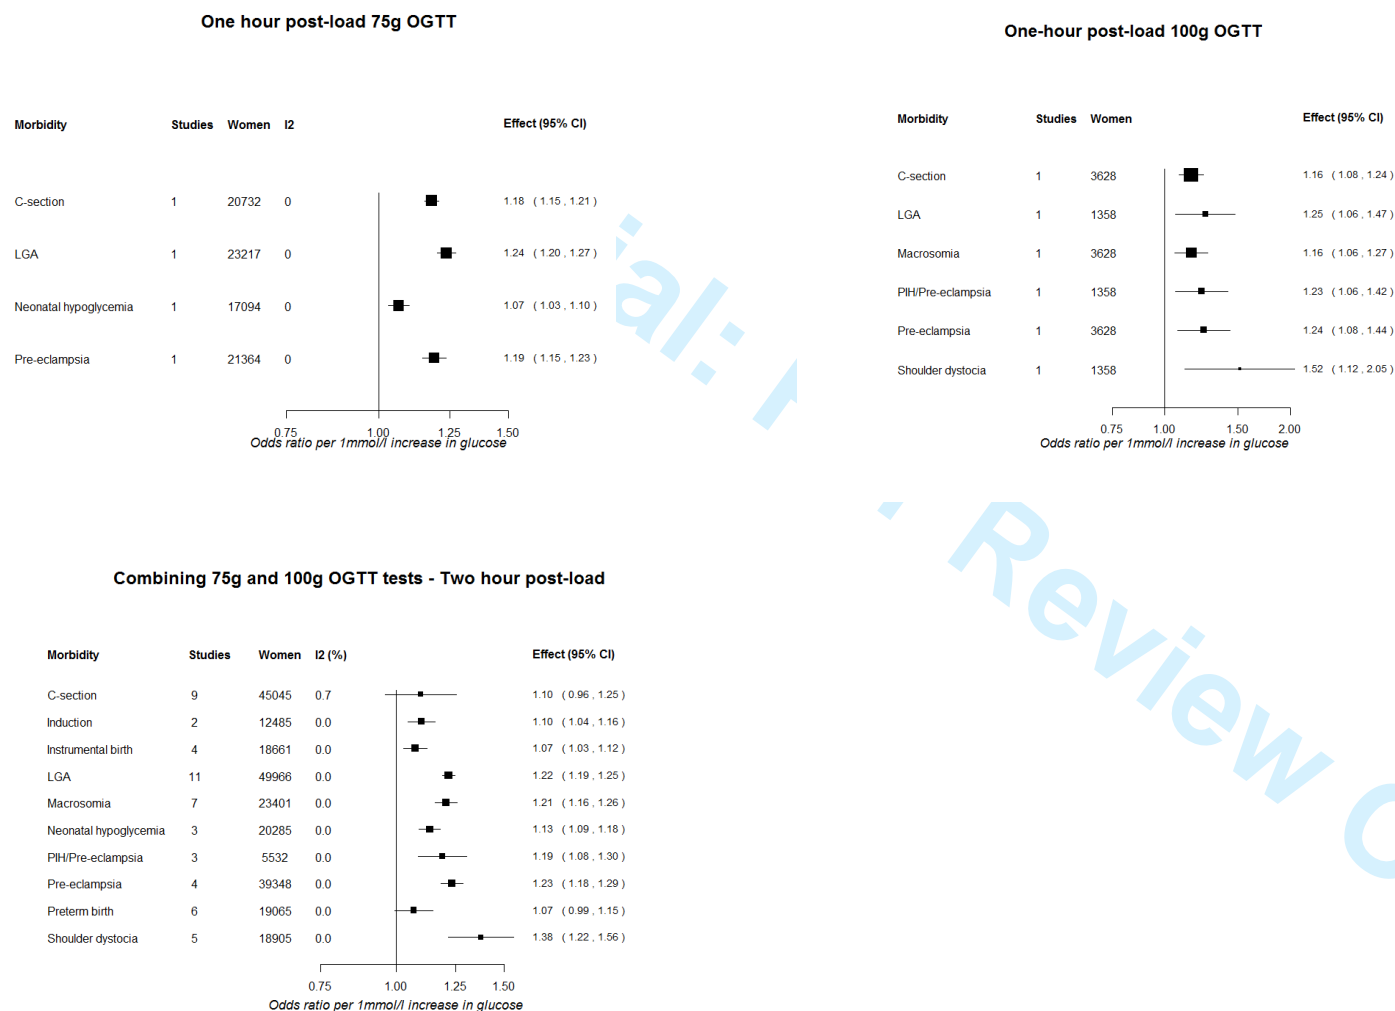 One hour post-load 75g OGTT
Morbidity Studies Women I2 Effect (95% CI)
C-section 1 20732 0 1.18 ( 1.15 , 1.21 )
LGA 1 23217 0 1.24 ( 1.20 , 1.27 )
Neonatal hypoglycemia 1 17094 0 1.07 ( 1.03 , 1.10 )
Pre-eclampsia 1 21364 0 1.19 ( 1.15 , 1.23 )
0.75 1.00 1.25 1.50
Odds ratio per 1mmol/l increase in glucose
One-hour post-load 100g OGTT
Morbidity Studies Women Effect (95% CI)
C-section 1 3628 1.16 ( 1.08 , 1.24 )
LGA 1 1358 1.25 ( 1.06 , 1.47 )
Macrosomia 1 3628 1.16 ( 1.06 , 1.27 )
PIH/Pre-eclampsia 1 1358 1.23 ( 1.06 , 1.42 )
Pre-eclampsia 1 3628 1.24 ( 1.08 , 1.44 )
Shoulder dystocia 1 1358 1.52 ( 1.12 , 2.05 )
0.75 1.00 1.50 2.00
Odds ratio per 1mmol/l increase in glucose
Combining 75g and 100g OGTT tests - Two hour post-load
Morbidity Studies Women I2 (%) Effect (95% CI)
C-section 9 45045 0.7 1.10 ( 0.96 , 1.25 )
Induction 2 12485 0.0 1.10 ( 1.04 , 1.16 )
Instrumental birth 4 18661 0.0 1.07 ( 1.03 , 1.12 )
LGA 11 49966 0.0 1.22 ( 1.19 , 1.25 )
Macrosomia 7 23401 0.0 1.21 ( 1.16 , 1.26 )
Neonatal hypoglycemia 3 20285 0.0 1.13 ( 1.09 , 1.18 )
PIH/Pre-eclampsia 3 5532 0.0 1.19 ( 1.08 , 1.30 )
Pre-eclampsia 4 39348 0.0 1.23 ( 1.18 , 1.29 )
Preterm birth 6 19065 0.0 1.07 ( 0.99 , 1.15 )
Shoulder dystocia 5 18905 0.0 1.38 ( 1.22 , 1.56 )
0.75 1.00 1.25 1.50
Odds ratio per 1mmol/l increase in glucose
Review